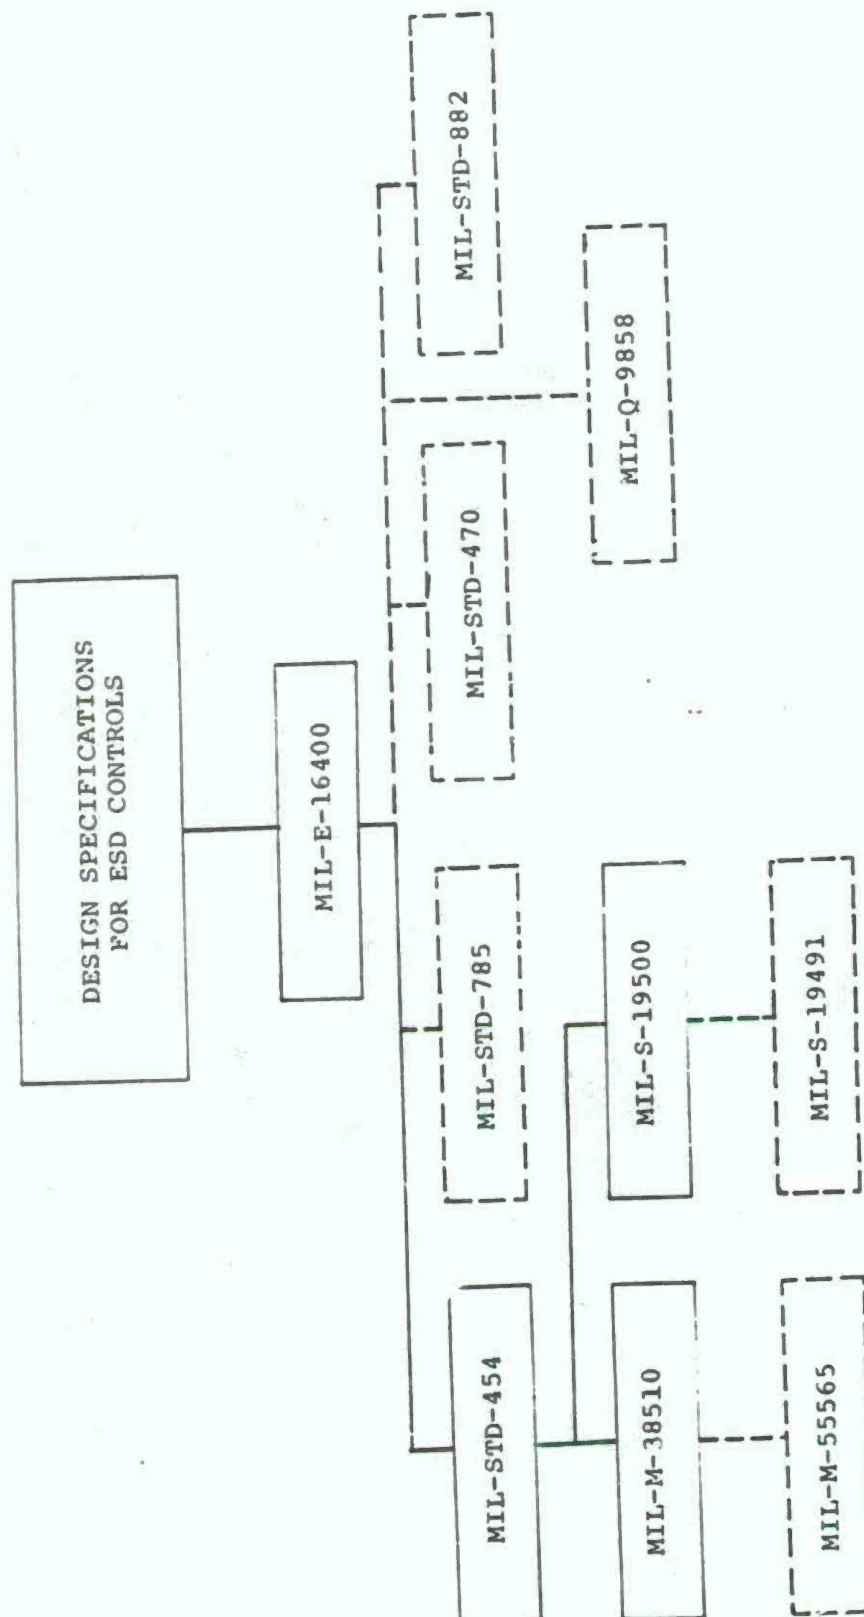 DESIGN SPECIFICATIONS
FOR ESD CONTROLS
MIL-E-16400
MIL-STD-454
MIL-STD-785
MIL-STD-470
MIL-STD-882
MIL-M-38510
MIL-S-19500
MIL-Q-9858
MIL-M-55565
MIL-S-19491